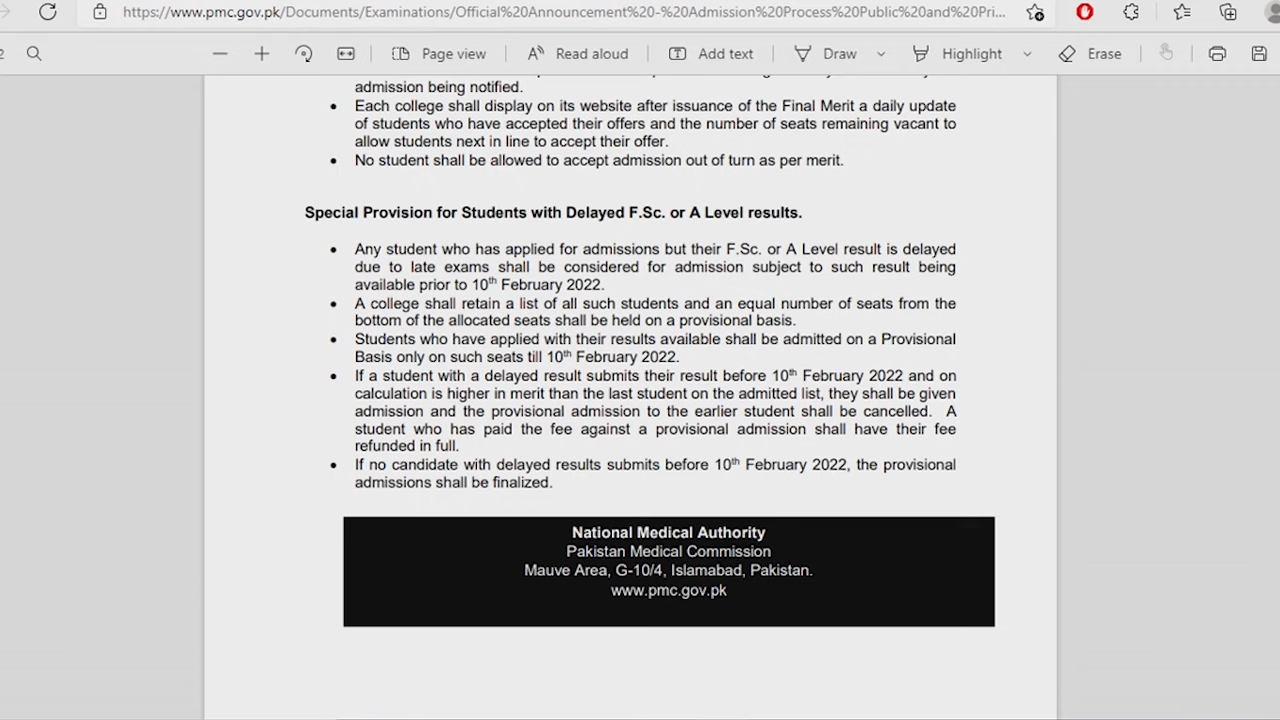 https://www.pmc.gov.pk/Documents/Examinations/Official%20Announcement%20-%20Admission%20Process%20Public%20and%20Pri...
2
Page view
Read aloud
Add text
Draw
Highlight
Erase
admission being notified.
• Each college shall display on its website after issuance of the Final Merit a daily update
of students who have accepted their offers and the number of seats remaining vacant to
allow students next in line to accept their offer.
• No student shall be allowed to accept admission out of turn as per merit.
Special Provision for Students with Delayed F.Sc. or A Level results.
• Any student who has applied for admissions but their F.Sc. or A Level result is delayed
due to late exams shall be considered for admission subject to such result being
available prior to 10th February 2022.
• A college shall retain a list of all such students and an equal number of seats from the
bottom of the allocated seats shall be held on a provisional basis.
• Students who have applied with their results available shall be admitted on a Provisional
Basis only on such seats till 10th February 2022.
• If a student with a delayed result submits their result before 10th February 2022 and on
calculation is higher in merit than the last student on the admitted list, they shall be given
admission and the provisional admission to the earlier student shall be cancelled. A
student who has paid the fee against a provisional admission shall have their fee
refunded in full.
• If no candidate with delayed results submits before 10th February 2022, the provisional
admissions shall be finalized.
National Medical Authority
Pakistan Medical Commission
Mauve Area, G-10/4, Islamabad, Pakistan.
www.pmc.gov.pk